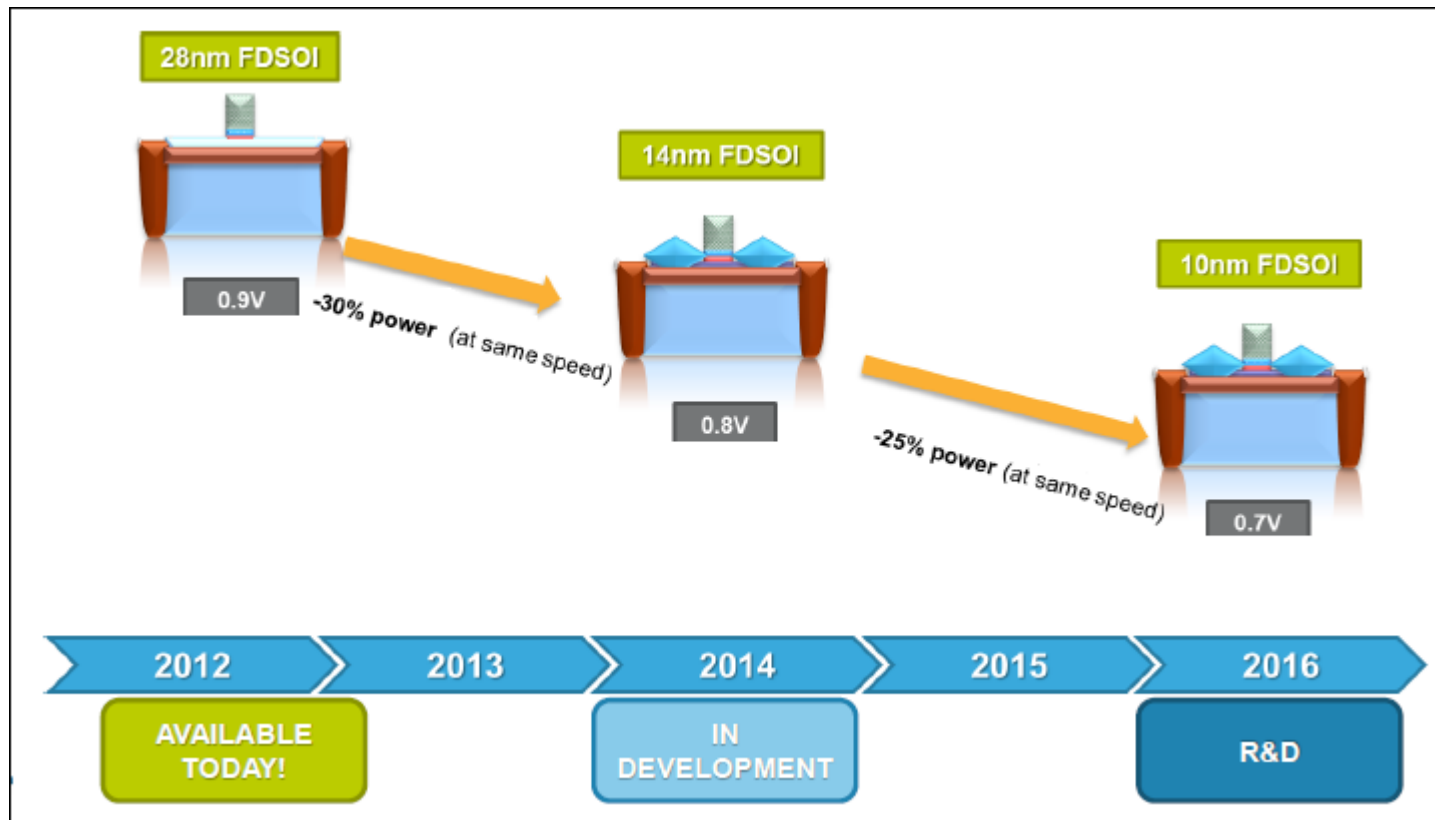 28nm FDSOI
14nm FDSOI
10nm FDSOI
0.9V
-30% power (at same speed)
0.8V
-25% power (at same speed)
0.7V
2012
2013
2014
2015
2016
AVAILABLE
TODAY!
IN
DEVELOPMENT
R&D